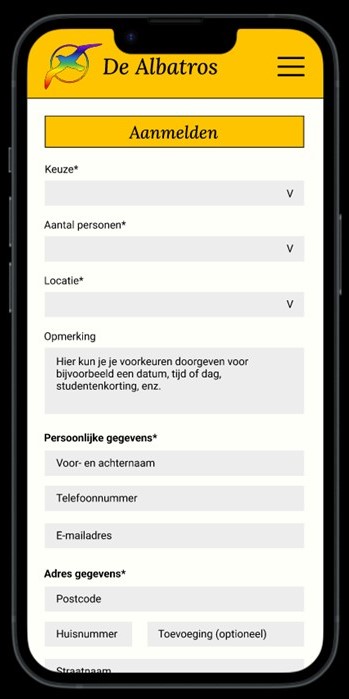 De Albatros
Aanmelden
Keuze*
V
Aantal personen*
V
Locatie*
V
Opmerking
Hier kun je je voorkeuren doorgeven voor
bijvoorbeeld een datum, tijd of dag,
studentenkorting, enz.
Persoonlijke gegevens*
Voor- en achternaam
Telefoonnummer
E-mailadres
Adres gegevens*
Postcode
Huisnummer
Toevoeging (optioneel)
Straatnaam